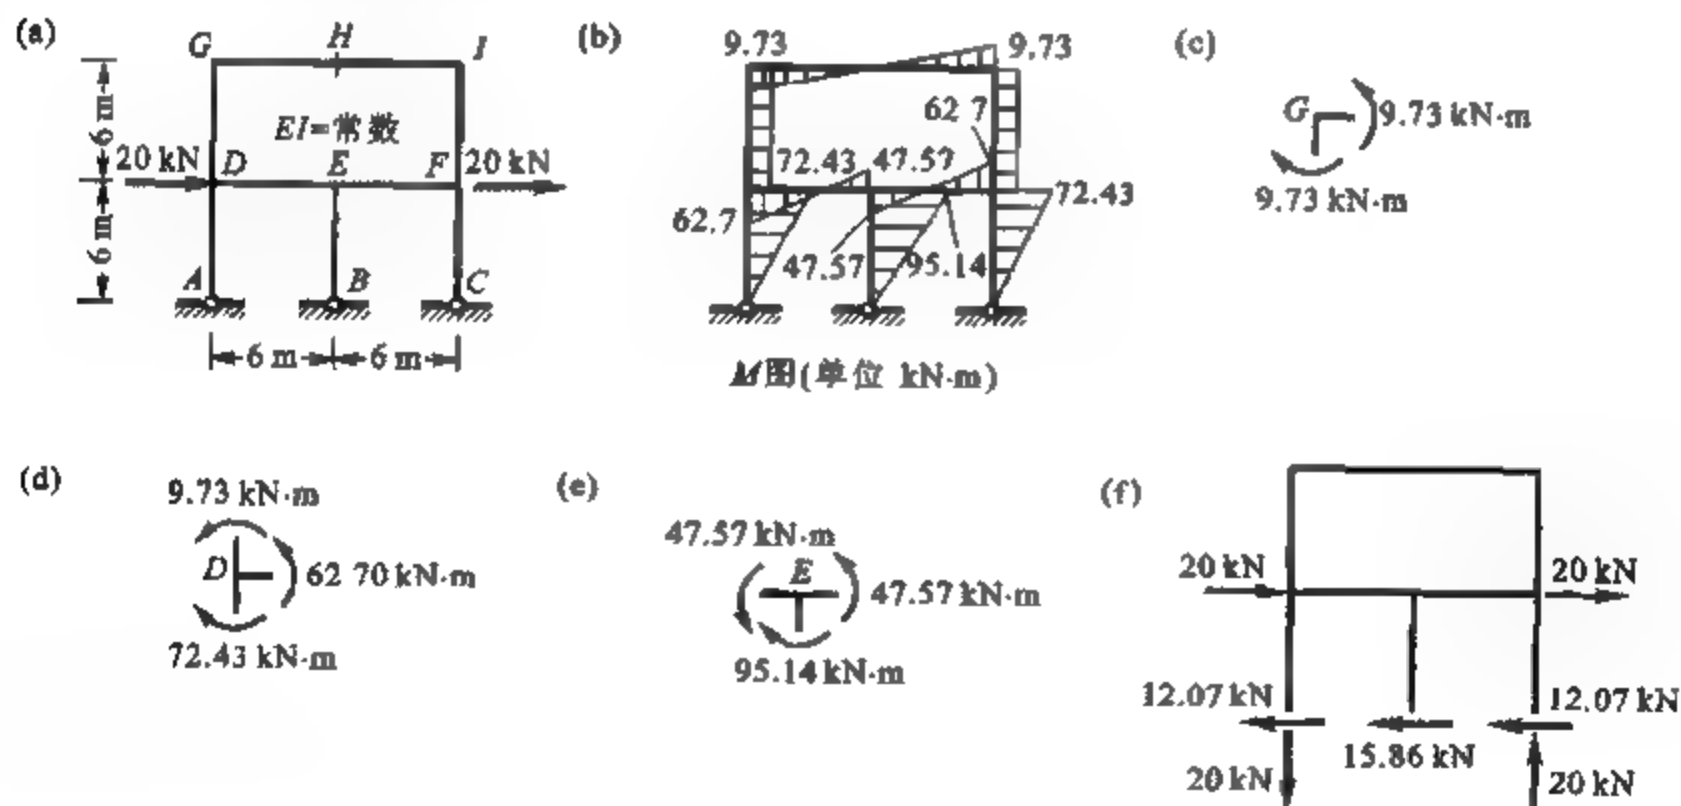 (a)
G
H
I
6 m
EI=常数
20 kN
D
E
F
20 kN
6 m
A
B
C
6 m
6 m
(b)
9.73
9.73
62 7
72.43
47.57
72.43
62.7
47.57
95.14
M图(单位 kN·m)
(c)
G
9.73 kN·m
9.73 kN·m
(d)
9.73 kN·m
D
62 70 kN·m
72.43 kN·m
(e)
47.57 kN·m
E
47.57 kN·m
95.14 kN·m
(f)
20 kN
20 kN
12.07 kN
12.07 kN
15.86 kN
20 kN
20 kN